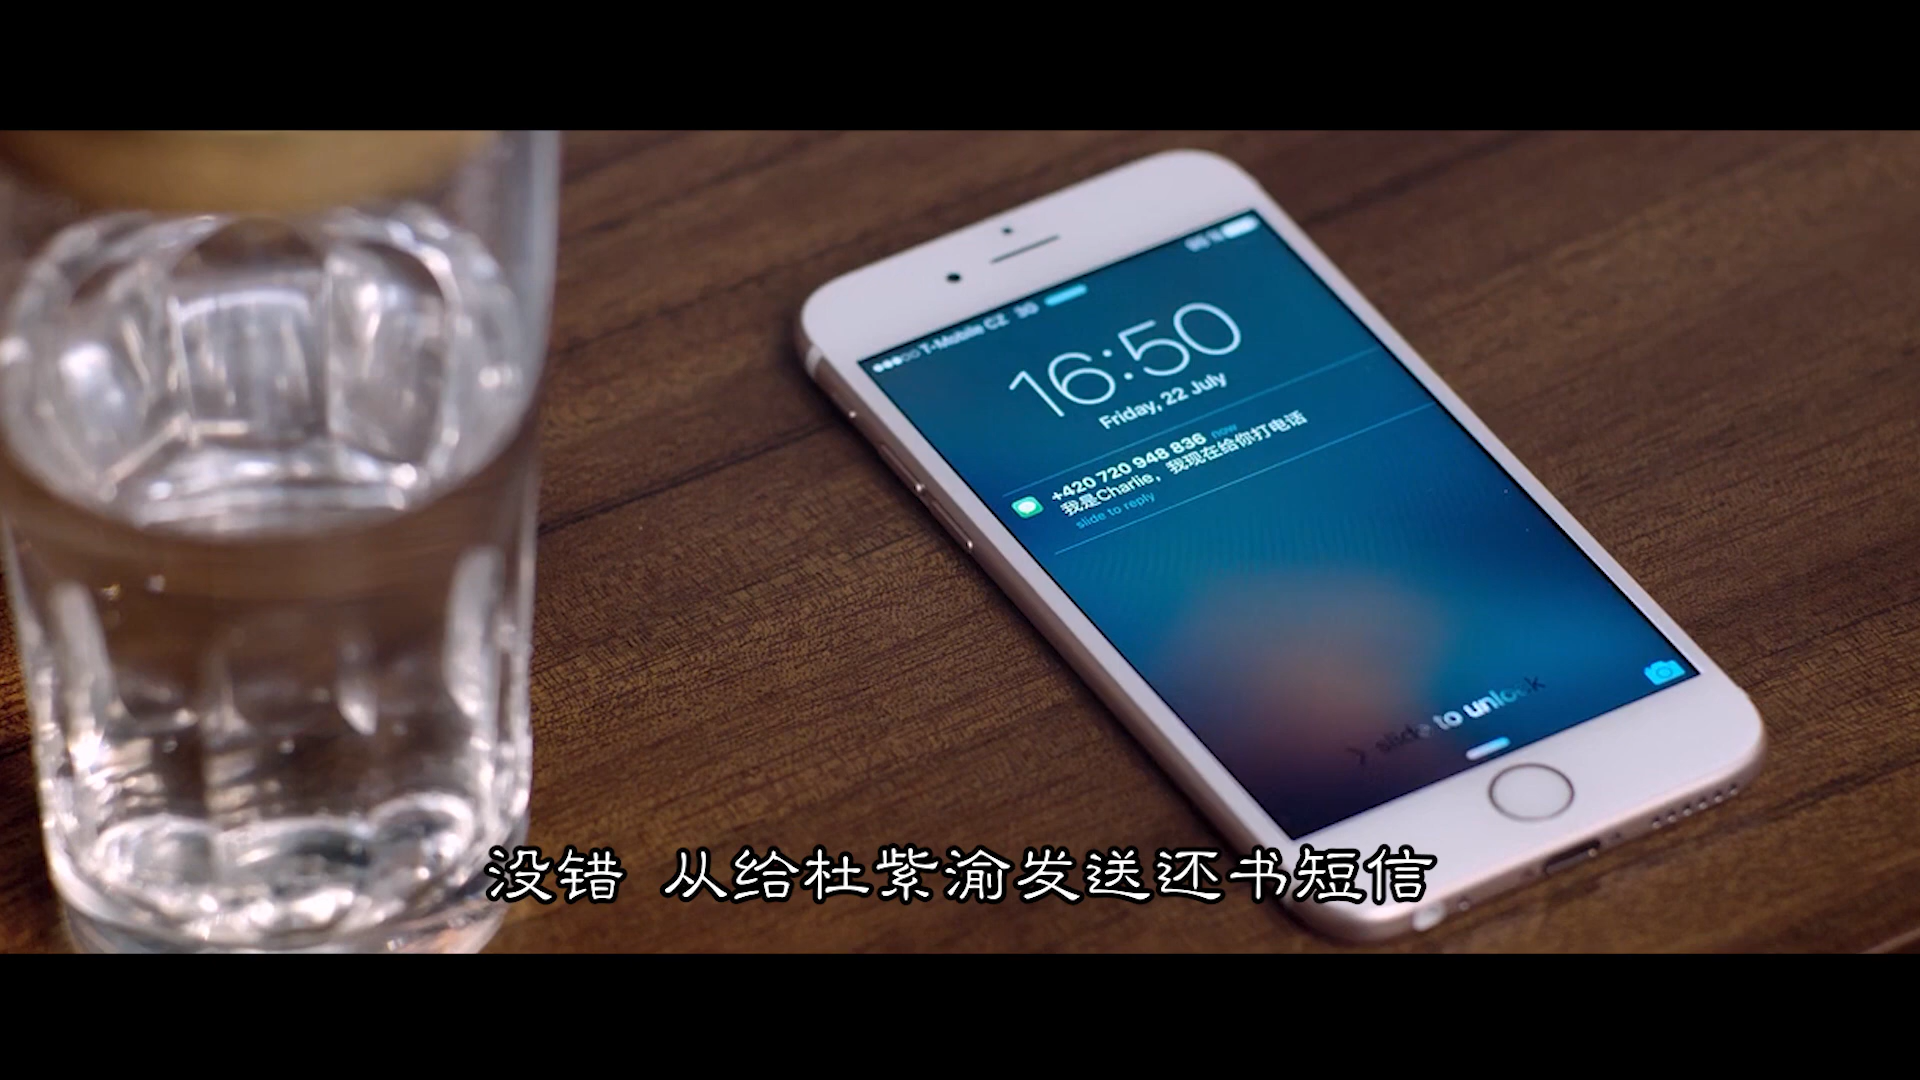 T-Mobile CZ 3G
16:50
Friday, 22 July
+420 720 948 836 now
我是Charlie，我现在给你打电话
slide to reply
slide to unlock
没错 从给杜紫渝发送还书短信